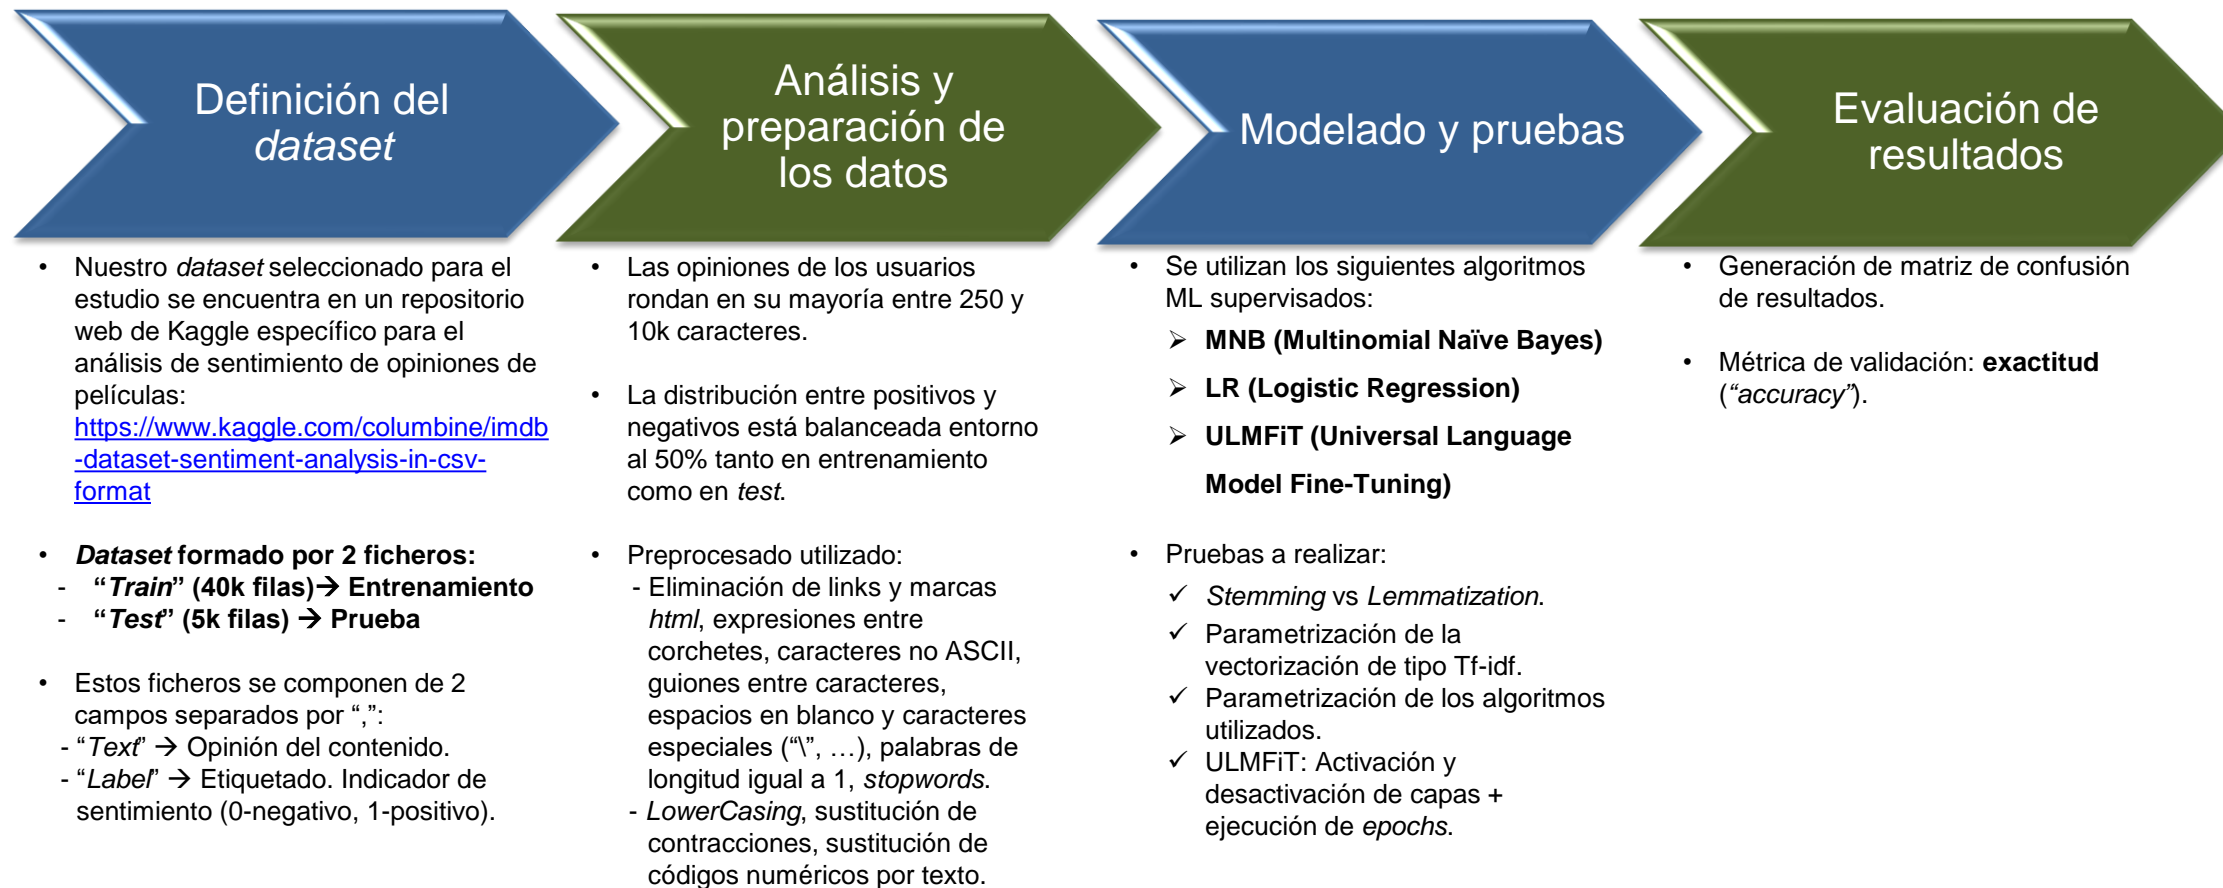 Definición del
dataset
• Nuestro dataset seleccionado para el
estudio se encuentra en un repositorio
web de Kaggle específico para el
análisis de sentimiento de opiniones de
películas:
https://www.kaggle.com/columbine/imdb
-dataset-sentiment-analysis-in-csv-
format
• Dataset formado por 2 ficheros:
- “Train” (40k filas)→ Entrenamiento
- “Test” (5k filas) → Prueba
• Estos ficheros se componen de 2
campos separados por “,”:
- “Text” → Opinión del contenido.
- “Label” → Etiquetado. Indicador de
sentimiento (0-negativo, 1-positivo).
Análisis y
preparación de
los datos
• Las opiniones de los usuarios
rondan en su mayoría entre 250 y
10k caracteres.
• La distribución entre positivos y
negativos está balanceada entorno
al 50% tanto en entrenamiento
como en test.
• Preprocesado utilizado:
- Eliminación de links y marcas
html, expresiones entre
corchetes, caracteres no ASCII,
guiones entre caracteres,
espacios en blanco y caracteres
especiales (“\”, …), palabras de
longitud igual a 1, stopwords.
- LowerCasing, sustitución de
contracciones, sustitución de
códigos numéricos por texto.
Modelado y pruebas
• Se utilizan los siguientes algoritmos
ML supervisados:
➢ MNB (Multinomial Naïve Bayes)
➢ LR (Logistic Regression)
➢ ULMFiT (Universal Language
Model Fine-Tuning)
• Pruebas a realizar:
✓ Stemming vs Lemmatization.
✓ Parametrización de la
vectorización de tipo Tf-idf.
✓ Parametrización de los algoritmos
utilizados.
✓ ULMFiT: Activación y
desactivación de capas +
ejecución de epochs.
Evaluación de
resultados
• Generación de matriz de confusión
de resultados.
• Métrica de validación: exactitud
(“accuracy”).